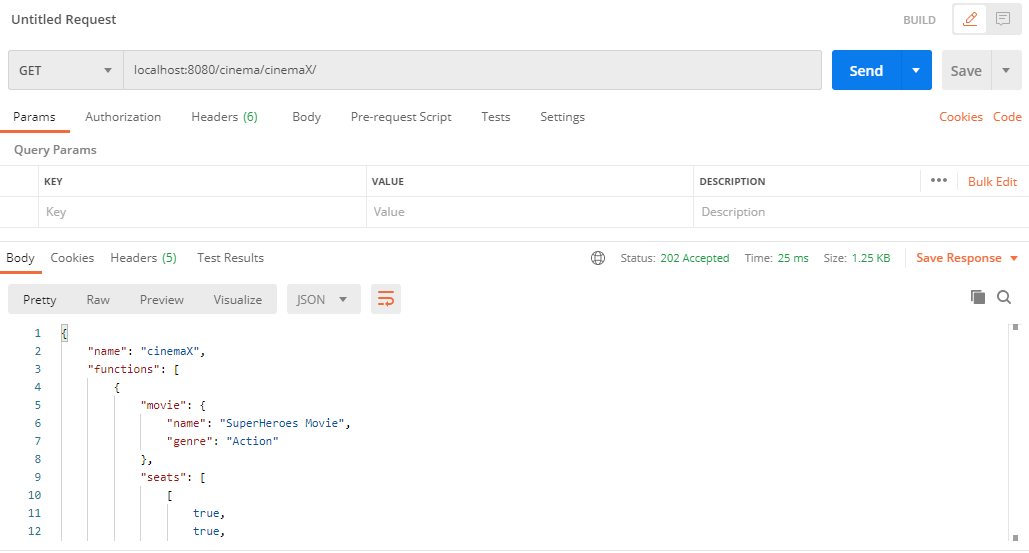 Untitled Request BUILD
GET localhost:8080/cinema/cinemaX/ Send Save
Params Authorization Headers (6) Body Pre-request Script Tests Settings Cookies Code
Query Params
KEY VALUE DESCRIPTION ••• Bulk Edit
Key Value Description
Body Cookies Headers (5) Test Results Status: 202 Accepted Time: 25 ms Size: 1.25 KB Save Response
Pretty Raw Preview Visualize JSON
1 {
2 "name": "cinemaX",
3 "functions": [
4 {
5 "movie": {
6 "name": "SuperHeroes Movie",
7 "genre": "Action"
8 },
9 "seats": [
10 [
11 true,
12 true,